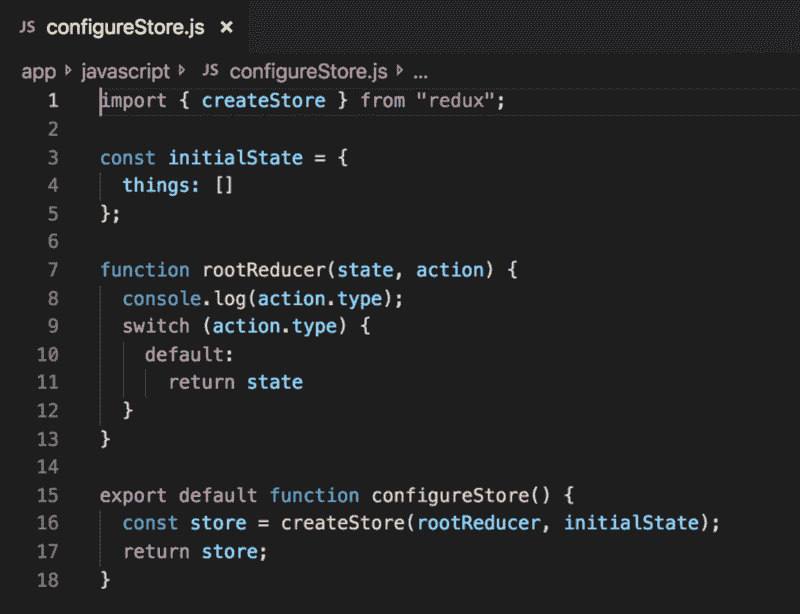 JS configureStore.js ×
app ▸ javascript ▸ JS configureStore.js ▸ ...
1 import { createStore } from "redux";
2
3 const initialState = {
4   things: []
5 };
6
7 function rootReducer(state, action) {
8   console.log(action.type);
9   switch (action.type) {
10     default:
11       return state
12   }
13 }
14
15 export default function configureStore() {
16   const store = createStore(rootReducer, initialState);
17   return store;
18 }